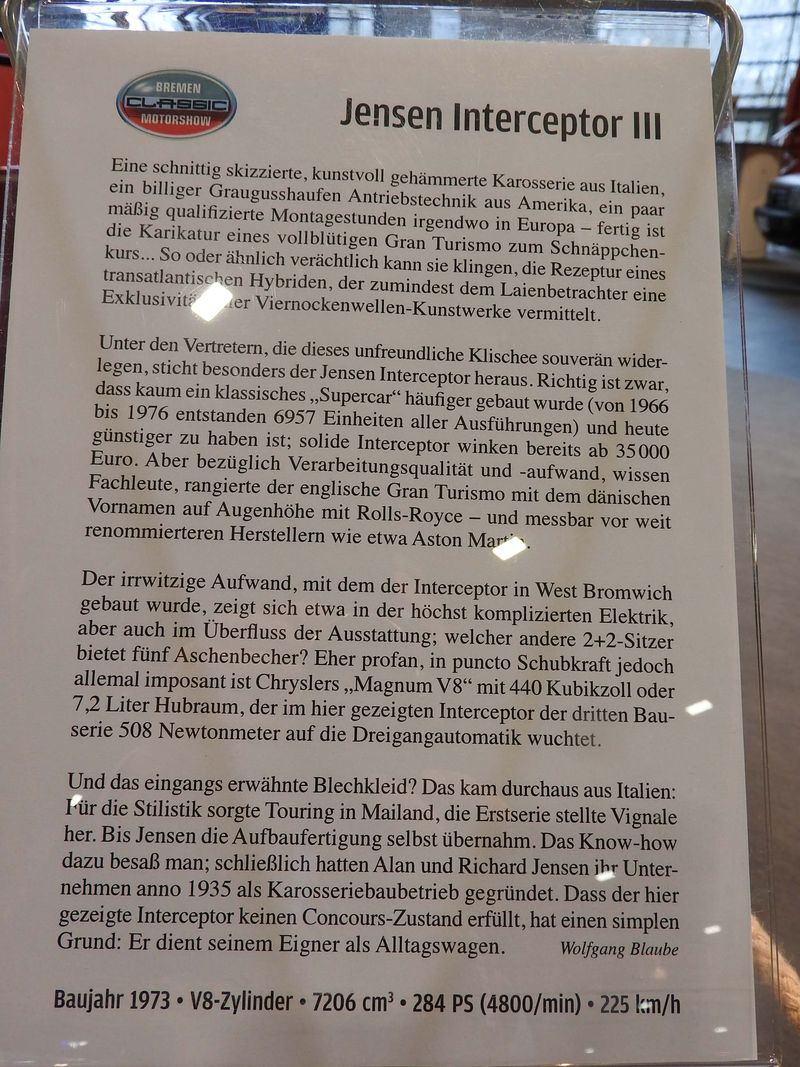 BREMEN
CLASSIC
MOTORSHOW
Jensen Interceptor III
Eine schnittig skizzierte, kunstvoll gehämmerte Karosserie aus Italien,
ein billiger Graugusshaufen Antriebstechnik aus Amerika, ein paar
mäßig qualifizierte Montagestunden irgendwo in Europa – fertig ist
die Karikatur eines vollblütigen Gran Turismo zum Schnäppchen-
kurs... So oder ähnlich verächtlich kann sie klingen, die Rezeptur eines
transatlantischen Hybriden, der zumindest dem Laienbetrachter eine
Viernockenwellen-Kunstwerke vermittelt.
Unter den Vertretern, die dieses unfreundliche Klischee souverän wider-
legen, sticht besonders der Jensen Interceptor heraus. Richtig ist zwar,
dass kaum ein klassisches „Supercar“ häufiger gebaut wurde (von 1966
bis 1976 entstanden 6957 Einheiten aller Ausführungen) und heute
günstiger zu haben ist; solide Interceptor winken bereits ab 35 000
Euro. Aber bezüglich Verarbeitungsqualität und -aufwand, wissen
Fachleute, rangierte der englische Gran Turismo mit dem dänischen
Vornamen auf Augenhöhe mit Rolls-Royce – und messbar vor weit
renommierteren Herstellern wie etwa Aston Martin.
Der irrwitzige Aufwand, mit dem der Interceptor in West Bromwich
gebaut wurde, zeigt sich etwa in der höchst komplizierten Elektrik,
aber auch im Überfluss der Ausstattung; welcher andere 2+2-Sitzer
bietet fünf Aschenbecher? Eher profan, in puncto Schubkraft jedoch
allemal imposant ist Chryslers „Magnum V8“ mit 440 Kubikzoll oder
7,2 Liter Hubraum, der im hier gezeigten Interceptor der dritten Bau-
serie 508 Newtonmeter auf die Dreigangautomatik wuchtet.
Und das eingangs erwähnte Blechkleid? Das kam durchaus aus Italien:
Für die Stilistik sorgte Touring in Mailand, die Erstserie stellte Vignale
her. Bis Jensen die Aufbaufertigung selbst übernahm. Das Know-how
dazu besaß man; schließlich hatten Alan und Richard Jensen ihr Unter-
nehmen anno 1935 als Karosseriebaubetrieb gegründet. Dass der hier
gezeigte Interceptor keinen Concours-Zustand erfüllt, hat einen simplen
Grund: Er dient seinem Eigner als Alltagswagen. Wolfgang Blaube
Baujahr 1973 • V8-Zylinder • 7206 cm³ • 284 PS (4800/min) • 225 km/h